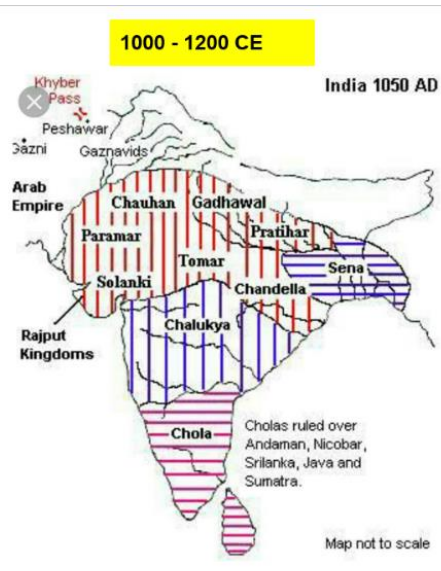 1000 - 1200 CE
India 1050 AD
Khyber
Pass
Peshawar
Gazni
Gaznavids
Arab
Empire
Chauhan
Gadhawal
Paramar
Pratihar
Tomar
Sena
Solanki
Chandella
Chalukya
Rajput
Kingdoms
Chola
Cholas ruled over
Andaman, Nicobar,
Srilanka, Java and
Sumatra.
Map not to scale